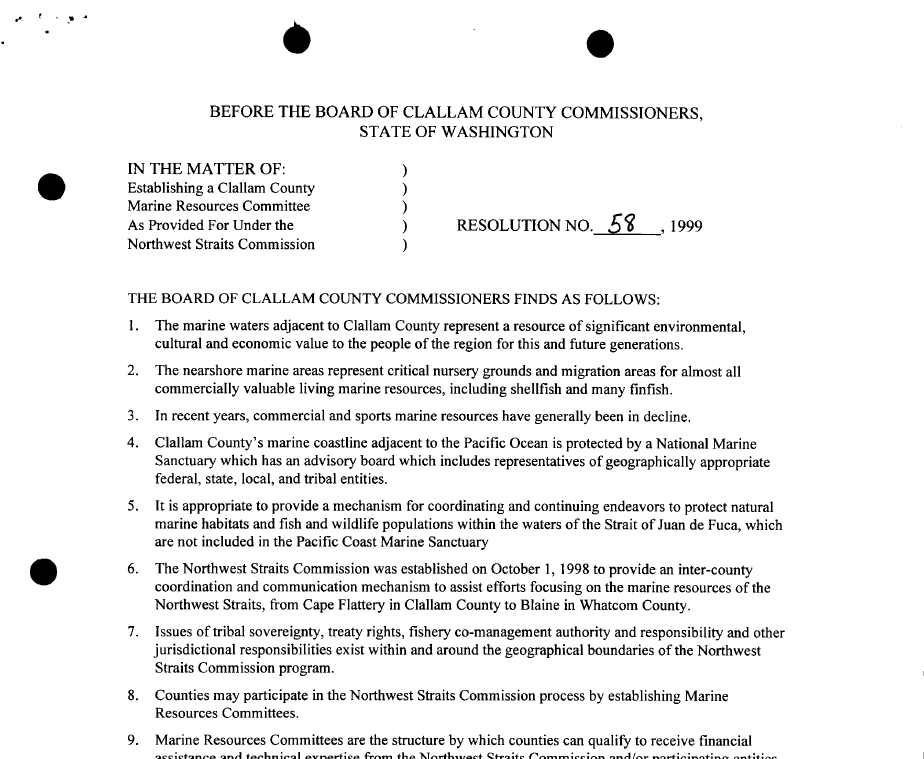 BEFORE THE BOARD OF CLALLAM COUNTY COMMISSIONERS,
STATE OF WASHINGTON
IN THE MATTER OF: )
Establishing a Clallam County )
Marine Resources Committee )
As Provided For Under the ) RESOLUTION NO. 58, 1999
Northwest Straits Commission )
THE BOARD OF CLALLAM COUNTY COMMISSIONERS FINDS AS FOLLOWS:
1. The marine waters adjacent to Clallam County represent a resource of significant environmental,
cultural and economic value to the people of the region for this and future generations.
2. The nearshore marine areas represent critical nursery grounds and migration areas for almost all
commercially valuable living marine resources, including shellfish and many finfish.
3. In recent years, commercial and sports marine resources have generally been in decline.
4. Clallam County's marine coastline adjacent to the Pacific Ocean is protected by a National Marine
Sanctuary which has an advisory board which includes representatives of geographically appropriate
federal, state, local, and tribal entities.
5. It is appropriate to provide a mechanism for coordinating and continuing endeavors to protect natural
marine habitats and fish and wildlife populations within the waters of the Strait of Juan de Fuca, which
are not included in the Pacific Coast Marine Sanctuary
6. The Northwest Straits Commission was established on October 1, 1998 to provide an inter-county
coordination and communication mechanism to assist efforts focusing on the marine resources of the
Northwest Straits, from Cape Flattery in Clallam County to Blaine in Whatcom County.
7. Issues of tribal sovereignty, treaty rights, fishery co-management authority and responsibility and other
jurisdictional responsibilities exist within and around the geographical boundaries of the Northwest
Straits Commission program.
8. Counties may participate in the Northwest Straits Commission process by establishing Marine
Resources Committees.
9. Marine Resources Committees are the structure by which counties can qualify to receive financial
assistance and technical expertise from the Northwest Straits Commission and/or participating entities